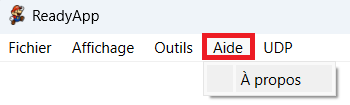 ReadyApp
Fichier Affichage Outils Aide UDP
À propos